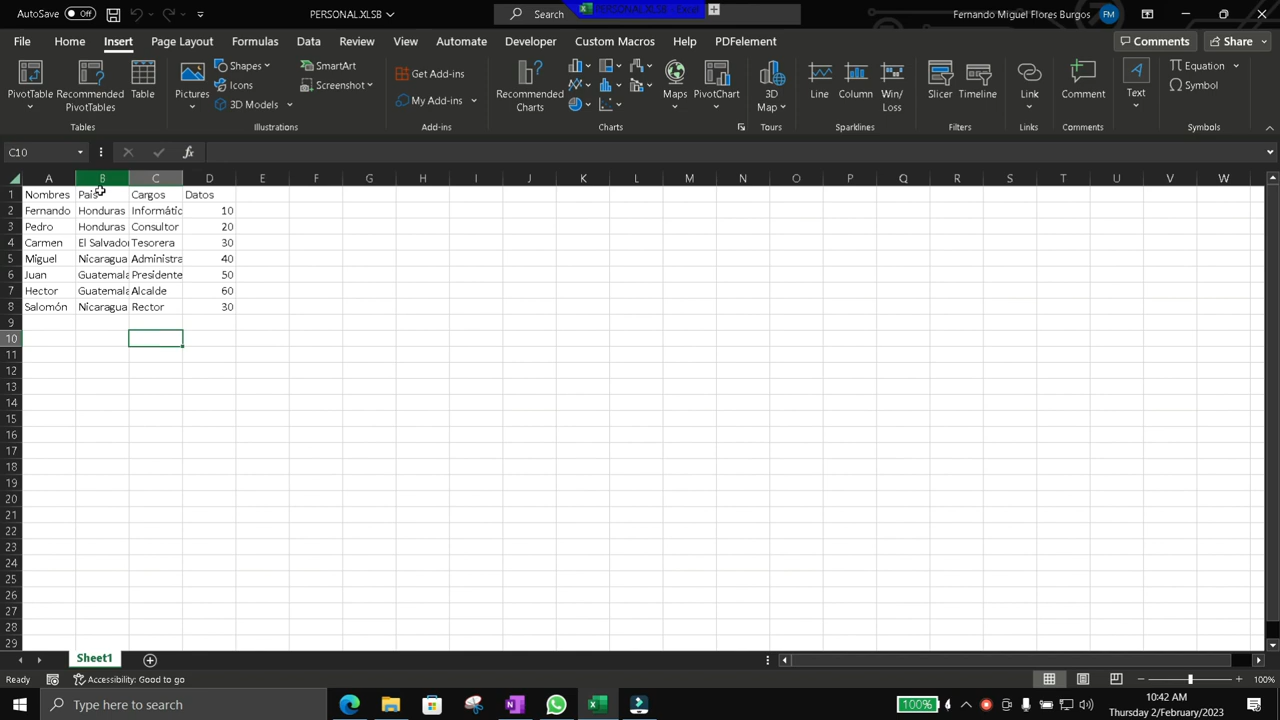 AutoSave Off PERSONAL.XLSB Search PERSONAL.XLSB - Excel Fernando Miguel Flores Burgos FM
File Home Insert Page Layout Formulas Data Review View Automate Developer Custom Macros Help PDFelement Comments Share
PivotTable Recommended PivotTables Table Pictures Shapes Icons 3D Models SmartArt Screenshot Get Add-ins My Add-ins Recommended Charts Maps PivotChart 3D Map Line Column Win/Loss Slicer Timeline Link Comment Text Equation Symbol
Tables Illustrations Add-ins Charts Tours Sparklines Filters Links Comments Symbols
C10 fx
A B C D E F G H I J K L M N O P Q R S T U V W
1 Nombres Pais Cargos Datos
2 Fernando Honduras Informátic 10
3 Pedro Honduras Consultor 20
4 Carmen El Salvador Tesorera 30
5 Miguel Nicaragua Administra 40
6 Juan Guatemala Presidente 50
7 Hector Guatemala Alcalde 60
8 Salomón Nicaragua Rector 30
9
10
11
12
13
14
15
16
17
18
19
20
21
22
23
24
25
26
27
28
29
Sheet1
Ready Accessibility: Good to go 100%
Type here to search 100% 10:42 AM
Thursday 2/February/2023